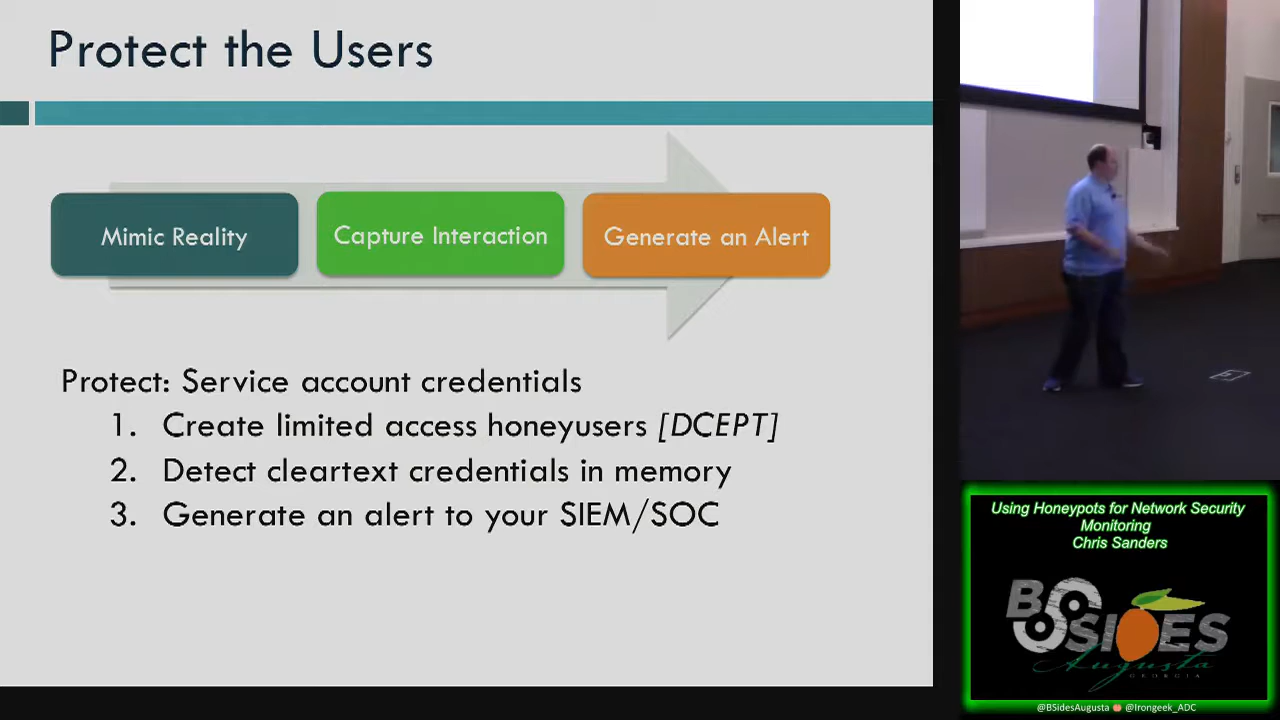 Protect the Users
Mimic Reality
Capture Interaction
Generate an Alert
Protect: Service account credentials
1. Create limited access honeyusers [DCEPT]
2. Detect cleartext credentials in memory
3. Generate an alert to your SIEM/SOC
Using Honeypots for Network Security
Monitoring
Chris Sanders
BSIDES
Augusta
GEORGIA
@BSidesAugusta @Irongeek_ADC